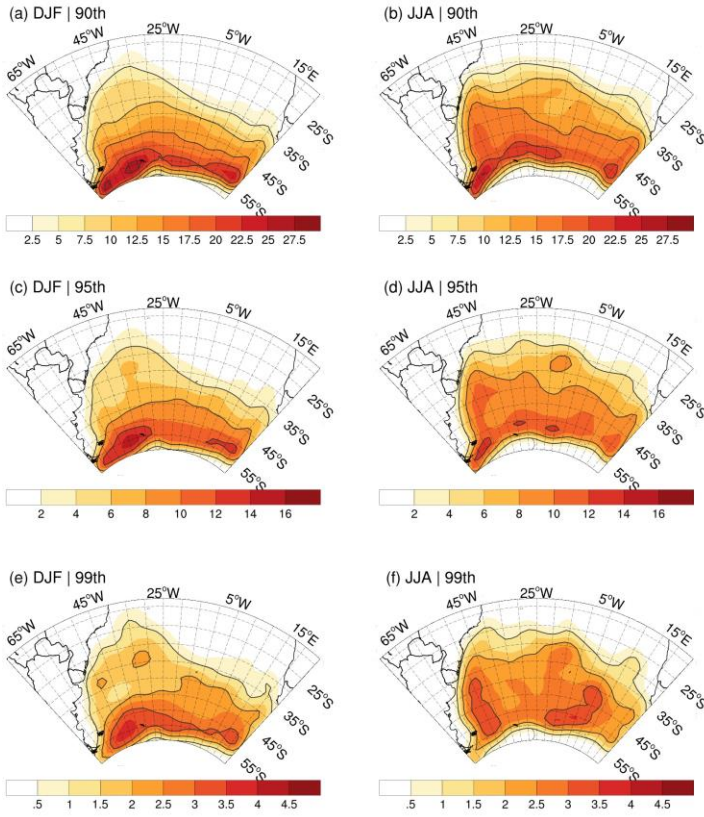 (a) DJF | 90th
(b) JJA | 90th
65°W 45°W 25°W 5°W 15°E 25°S 35°S 45°S 55°S
65°W 45°W 25°W 5°W 15°E 25°S 35°S 45°S 55°S
2.5 5 7.5 10 12.5 15 17.5 20 22.5 25 27.5
2.5 5 7.5 10 12.5 15 17.5 20 22.5 25 27.5
(c) DJF | 95th
(d) JJA | 95th
65°W 45°W 25°W 5°W 15°E 25°S 35°S 45°S 55°S
65°W 45°W 25°W 5°W 15°E 25°S 35°S 45°S 55°S
2 4 6 8 10 12 14 16
2 4 6 8 10 12 14 16
(e) DJF | 99th
(f) JJA | 99th
65°W 45°W 25°W 5°W 15°E 25°S 35°S 45°S 55°S
65°W 45°W 25°W 5°W 15°E 25°S 35°S 45°S 55°S
.5 1 1.5 2 2.5 3 3.5 4 4.5
.5 1 1.5 2 2.5 3 3.5 4 4.5